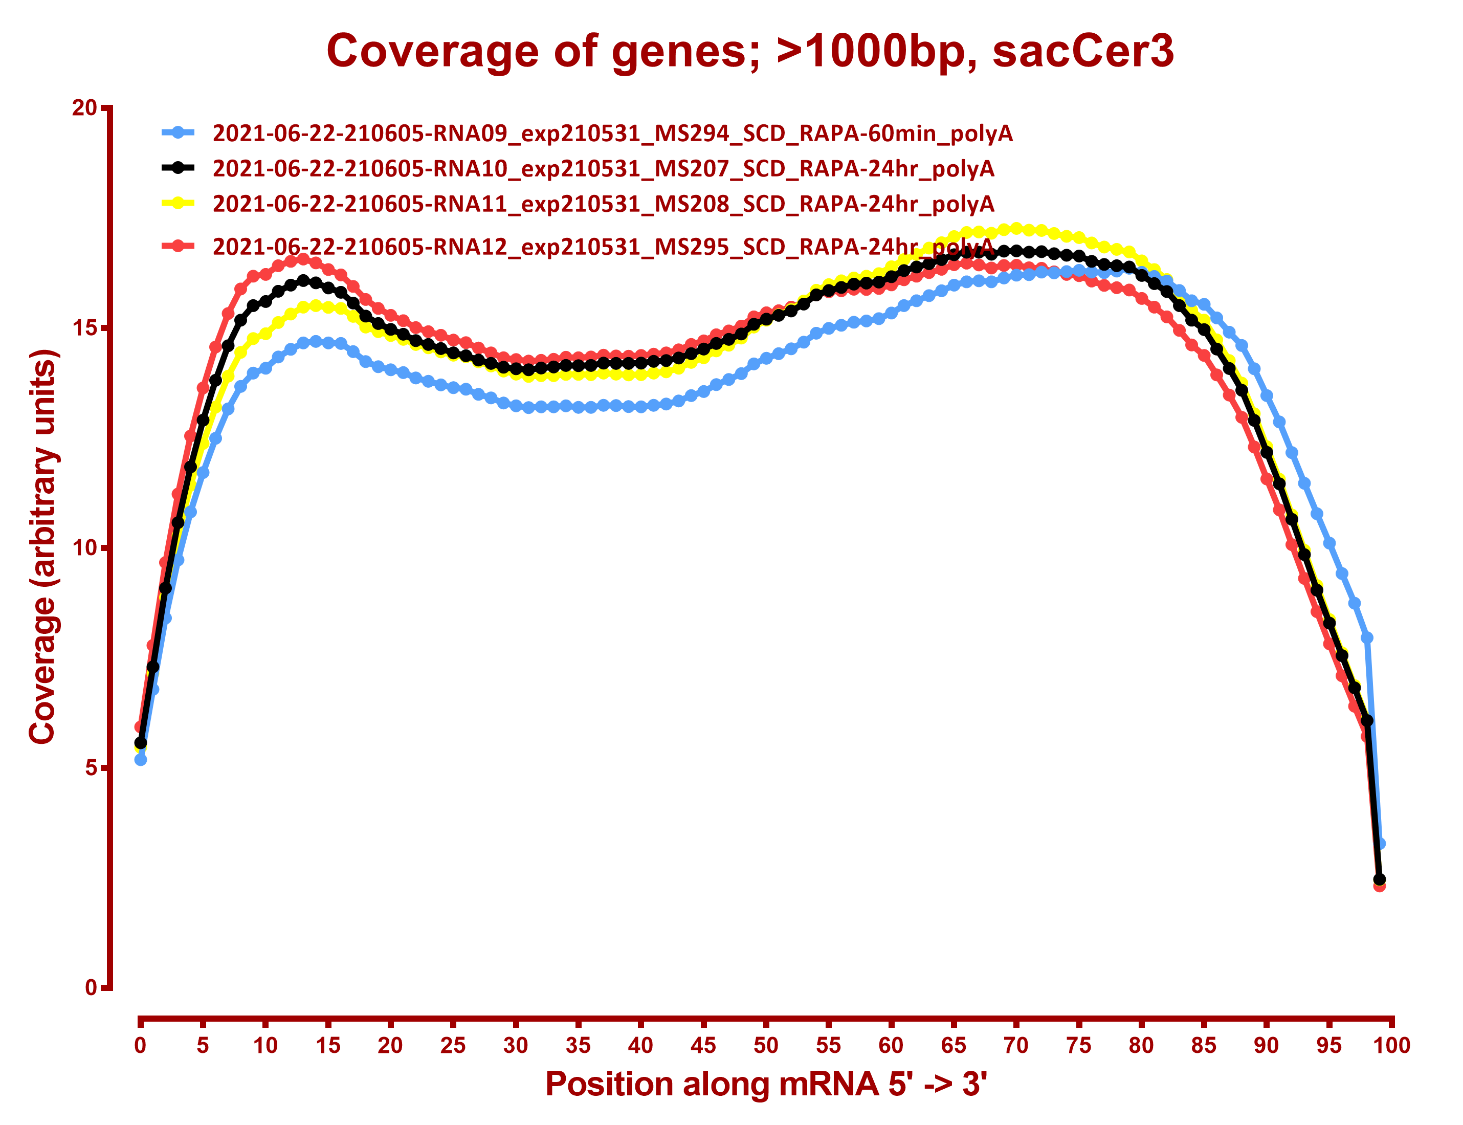 Coverage of genes; >1000bp, sacCer3
20
2021-06-22-210605-RNA09_exp210531_MS294_SCD_RAPA-60min_polyA
2021-06-22-210605-RNA10_exp210531_MS207_SCD_RAPA-24hr_polyA
2021-06-22-210605-RNA11_exp210531_MS208_SCD_RAPA-24hr_polyA
2021-06-22-210605-RNA12_exp210531_MS295_SCD_RAPA-24hr_polyA
15
10
5
0
Coverage (arbitrary units)
0 5 10 15 20 25 30 35 40 45 50 55 60 65 70 75 80 85 90 95 100
Position along mRNA 5' -> 3'